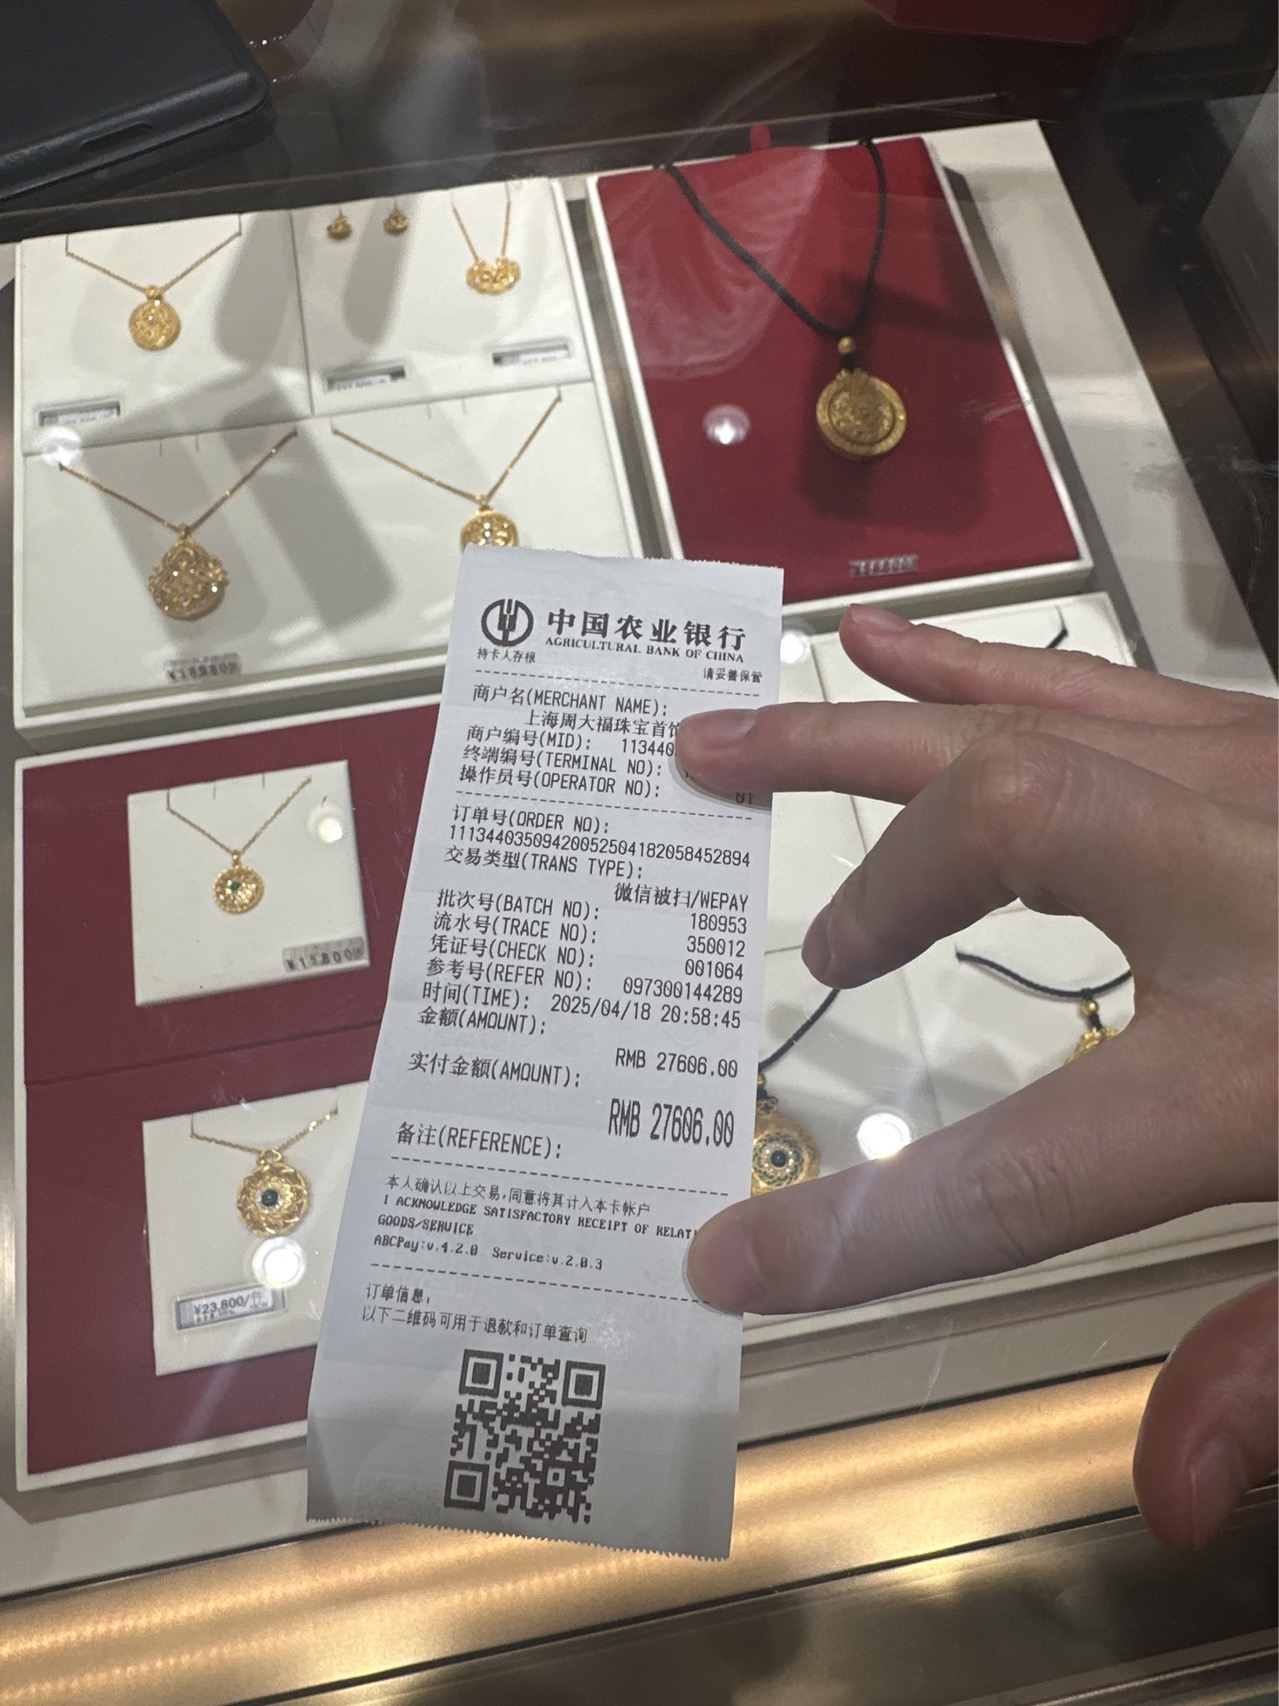 中国农业银行
AGRICULTURAL BANK OF CHINA
持卡人存根
请妥善保管
商户名(MERCHANT NAME):
上海周大福珠宝首
商户编号(MID): 113440
终端编号(TERMINAL NO):
操作员号(OPERATOR NO): 01
订单号(ORDER NO):
11134403509420052504182058452894
交易类型(TRANS TYPE):
微信被扫/WEPAY
批次号(BATCH NO): 180953
流水号(TRACE NO): 350012
凭证号(CHECK NO): 001064
参考号(REFER NO): 097300144289
时间(TIME): 2025/04/18 20:58:45
金额(AMOUNT):
RMB 27606.00
实付金额(AMOUNT):
RMB 27606.00
备注(REFERENCE):
本人确认以上交易,同意将其计入本卡帐户
I ACKNOWLEDGE SATISFACTORY RECEIPT OF RELATI
GOODS/SERVICE
ABCPay:v.4.2.0 Service:v.2.0.3
订单信息,
以下二维码可用于退款和订单查询
¥15,800
¥23,800/件